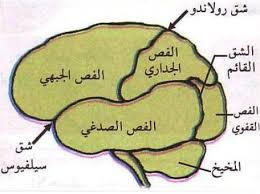 شق رولاندو
الفص
الجداري
الشق
القائم
الفص الجبهي
الفص
القفوي
الفص الصدغي
شق
سيلفيوس
المخيخ